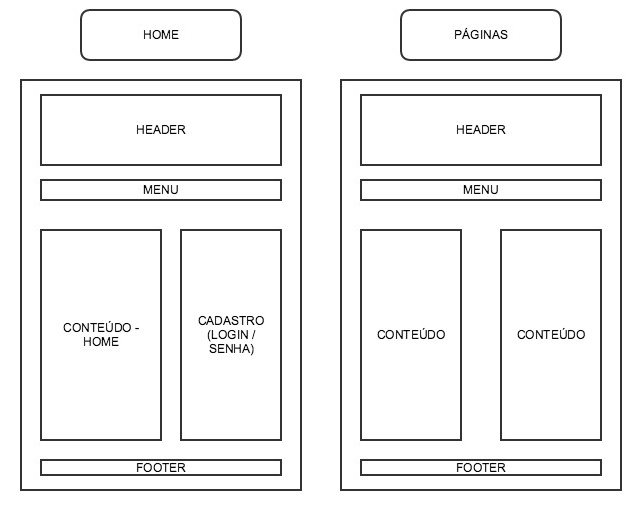 HOME
HEADER
MENU
CONTEÚDO -
HOME
CADASTRO
(LOGIN /
SENHA)
FOOTER
PÁGINAS
HEADER
MENU
CONTEÚDO
CONTEÚDO
FOOTER